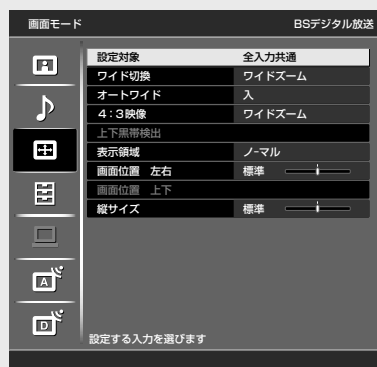 画面モード BSデジタル放送
設定対象 全入力共通
ワイド切換 ワイドズーム
オートワイド 入
4:3映像 ワイドズーム
上下黒帯検出
表示領域 ノーマル
画面位置 左右 標準
画面位置 上下
縦サイズ 標準
A
D
設定する入力を選びます